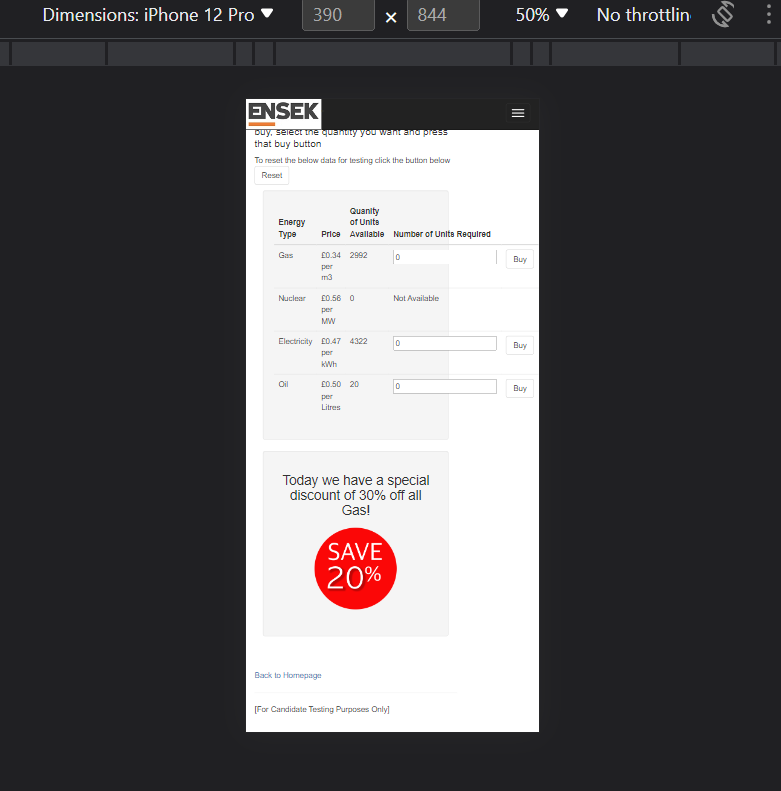 Dimensions: iPhone 12 Pro 390 × 844 50% No throttlin
ENSEK
buy, select the quantity you want and press
that buy button
To reset the below data for testing click the button below
Reset
Energy Type Price Quanity of Units Available Number of Units Required
Gas £0.34 per m3 2992 0 Buy
Nuclear £0.56 per MW 0 Not Available
Electricity £0.47 per kWh 4322 0 Buy
Oil £0.50 per Litres 20 0 Buy
Today we have a special
discount of 30% off all
Gas!
SAVE
20%
Back to Homepage
[For Candidate Testing Purposes Only]